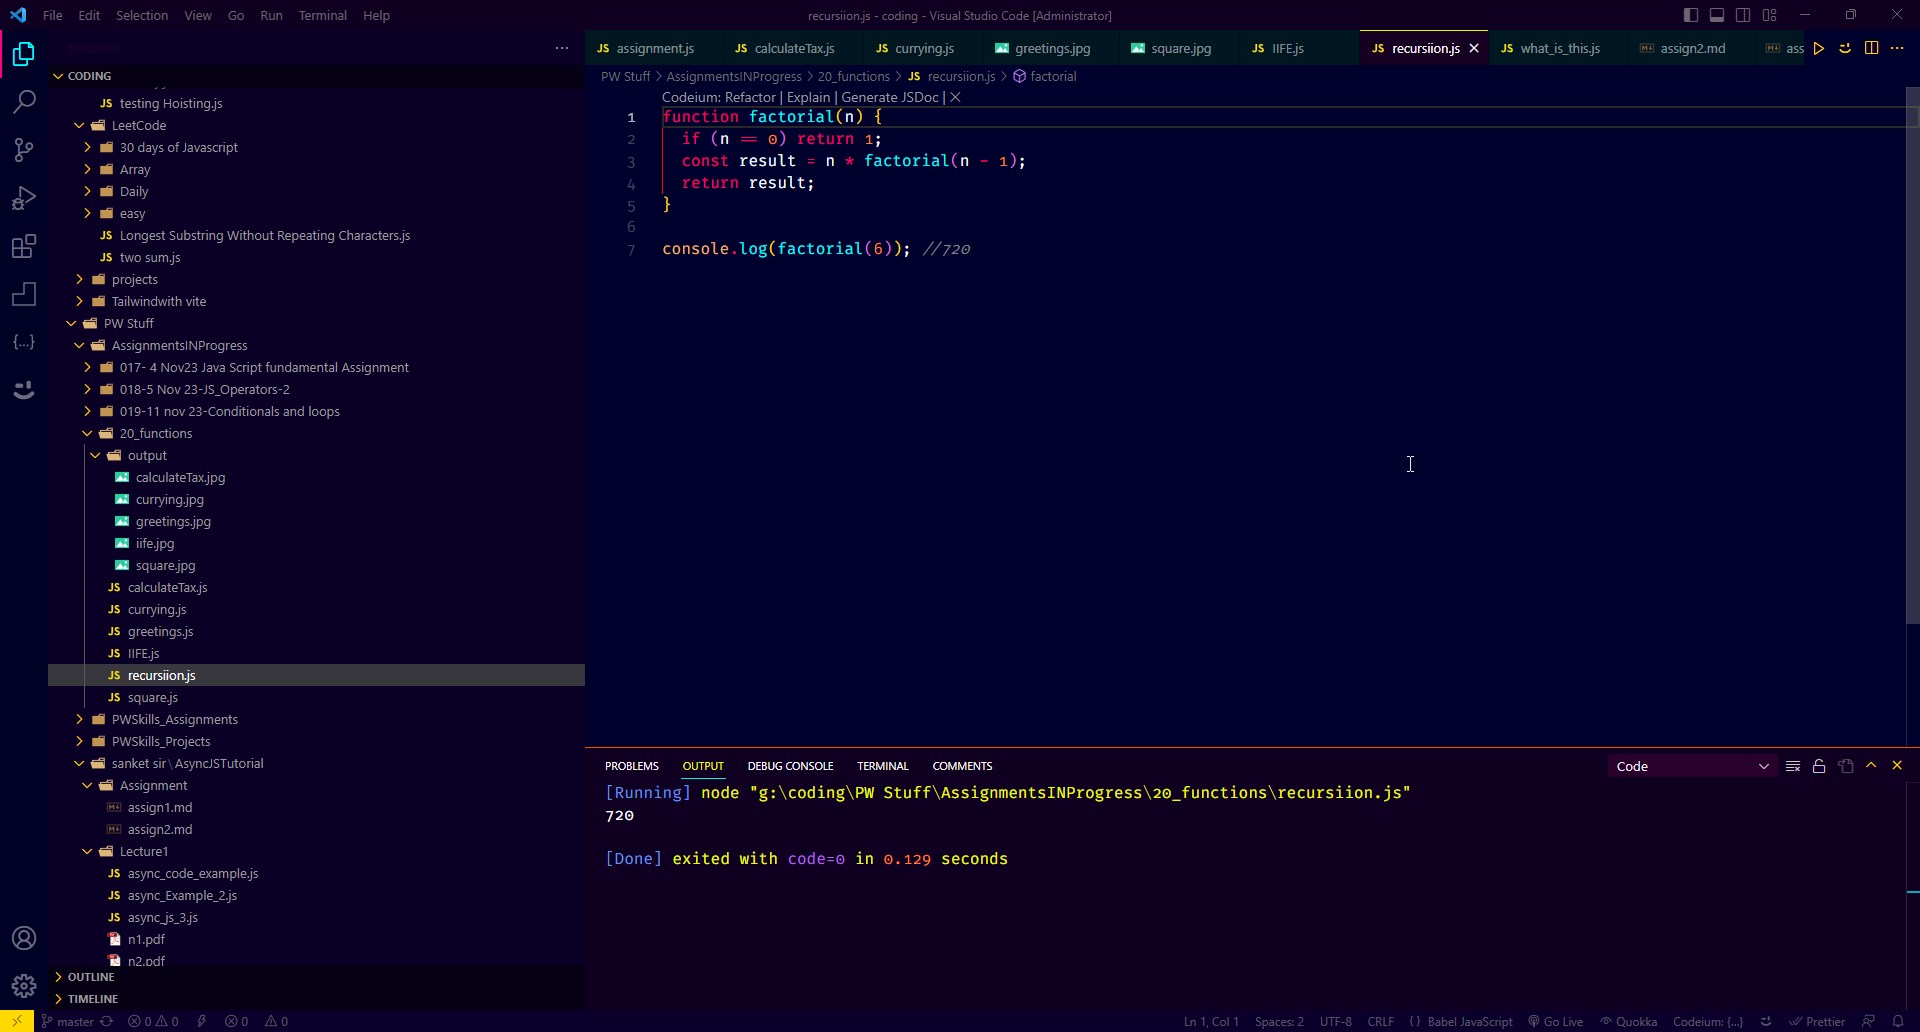 File Edit Selection View Go Run Terminal Help
recursiion.js - coding - Visual Studio Code [Administrator]
JS assignment.js JS calculateTax.js JS currying.js greetings.jpg square.jpg JS IIFE.js JS recursiion.js JS what_is_this.js assign2.md ass
PW Stuff > AssignmentsINProgress > 20_functions > JS recursiion.js > factorial
CODING
JS testing Hoisting.js
LeetCode
30 days of Javascript
Array
Daily
easy
JS Longest Substring Without Repeating Characters.js
JS two sum.js
projects
Tailwindwith vite
PW Stuff
AssignmentsINProgress
017- 4 Nov23 Java Script fundamental Assignment
018-5 Nov 23-JS_Operators-2
019-11 nov 23-Conditionals and loops
20_functions
output
calculateTax.jpg
currying.jpg
greetings.jpg
iife.jpg
square.jpg
JS calculateTax.js
JS currying.js
JS greetings.js
JS IIFE.js
JS recursiion.js
JS square.js
PWSkills_Assignments
PWSkills_Projects
sanket sir\AsyncJSTutorial
Assignment
assign1.md
assign2.md
Lecture1
JS async_code_example.js
JS async_Example_2.js
JS async_js_3.js
n1.pdf
n2.pdf
OUTLINE
TIMELINE
Codeium: Refactor | Explain | Generate JSDoc | X
1 function factorial(n) {
2 if (n == 0) return 1;
3 const result = n * factorial(n - 1);
4 return result;
5 }
6
7 console.log(factorial(6)); //720
PROBLEMS OUTPUT DEBUG CONSOLE TERMINAL COMMENTS Code
[Running] node "g:\coding\PW Stuff\AssignmentsINProgress\20_functions\recursiion.js"
720
[Done] exited with code=0 in 0.129 seconds
master 0 0 0 0 Ln 1, Col 1 Spaces: 2 UTF-8 CRLF {} Babel JavaScript Go Live Quokka Codeium: {...} Prettier